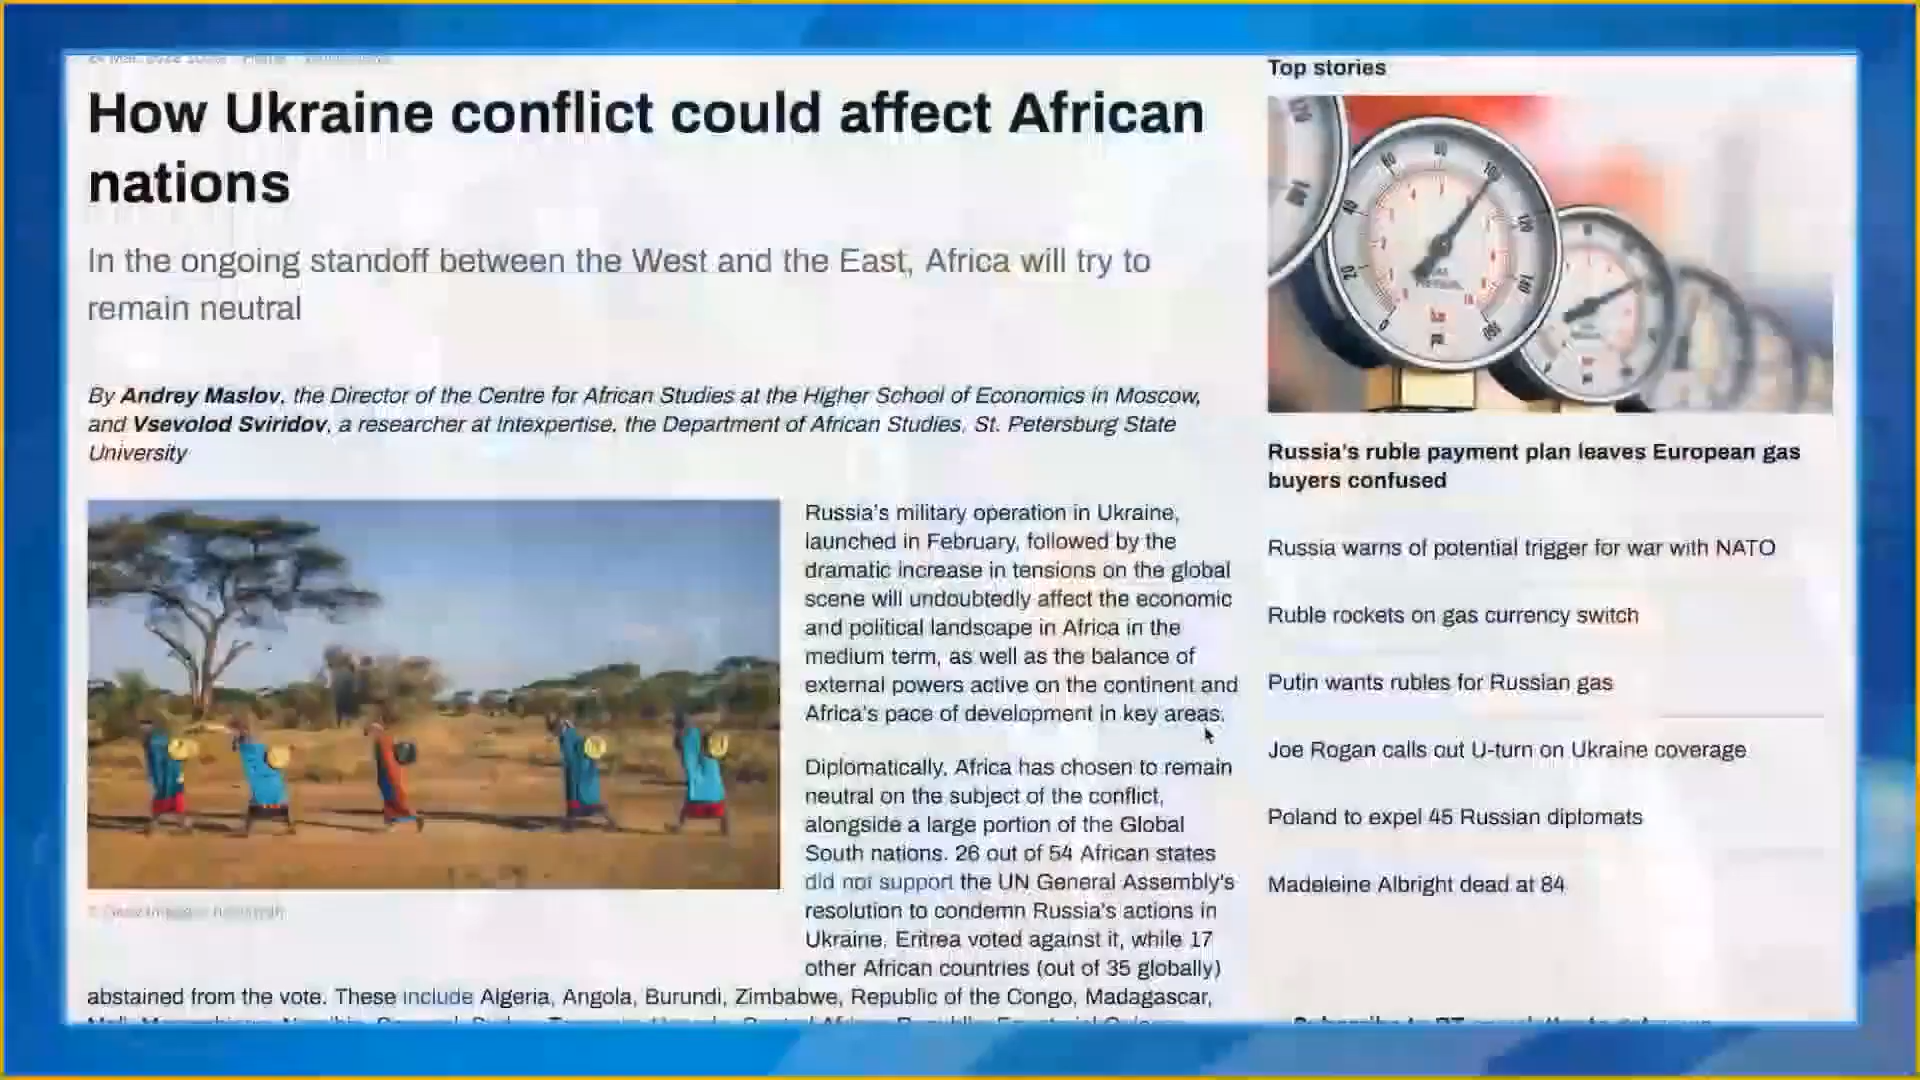 How Ukraine conflict could affect African
nations
In the ongoing standoff between the West and the East, Africa will try to
remain neutral
By Andrey Maslov, the Director of the Centre for African Studies at the Higher School of Economics in Moscow,
and Vsevolod Sviridov, a researcher at Intexpertise, the Department of African Studies, St. Petersburg State
University
Russia's military operation in Ukraine,
launched in February, followed by the
dramatic increase in tensions on the global
scene will undoubtedly affect the economic
and political landscape in Africa in the
medium term, as well as the balance of
external powers active on the continent and
Africa's pace of development in key areas.
Diplomatically, Africa has chosen to remain
neutral on the subject of the conflict,
alongside a large portion of the Global
South nations. 26 out of 54 African states
did not support the UN General Assembly's
resolution to condemn Russia's actions in
Ukraine. Eritrea voted against it, while 17
other African countries (out of 35 globally)
abstained from the vote. These include Algeria, Angola, Burundi, Zimbabwe, Republic of the Congo, Madagascar,
Top stories
Russia's ruble payment plan leaves European gas
buyers confused
Russia warns of potential trigger for war with NATO
Ruble rockets on gas currency switch
Putin wants rubles for Russian gas
Joe Rogan calls out U-turn on Ukraine coverage
Poland to expel 45 Russian diplomats
Madeleine Albright dead at 84